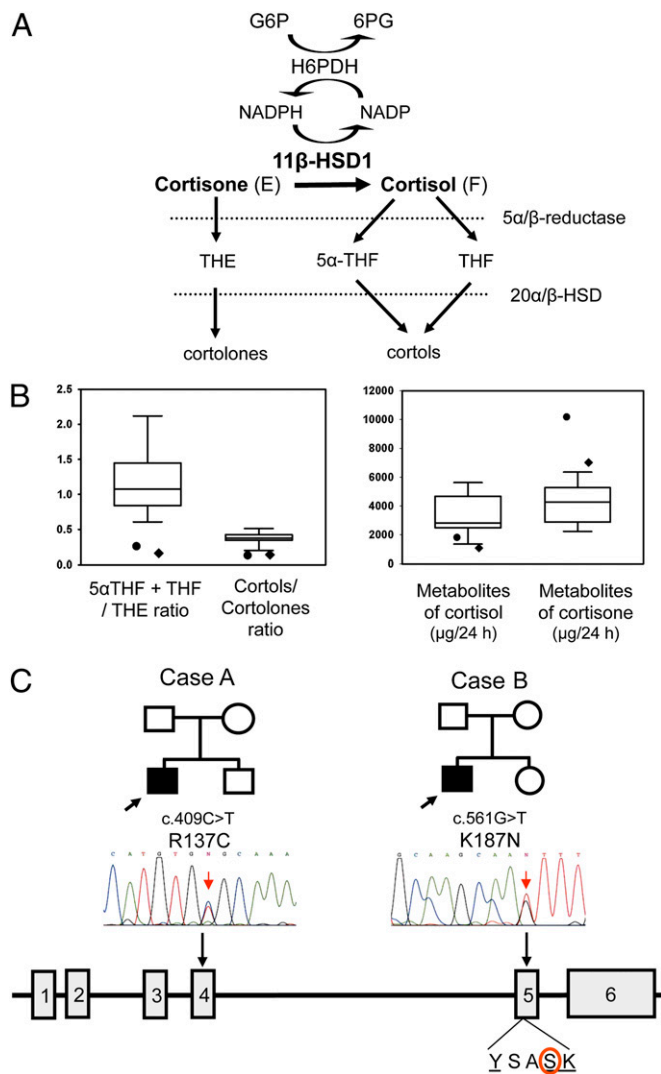 A
G6P 6PG
H6PDH
NADPH NADP
11β-HSD1
Cortisone (E) Cortisol (F)
5α/β-reductase
THE 5α-THF THF
20α/β-HSD
cortolones cortols
B
2.5
2.0
1.5
1.0
0.5
0.0
5αTHF + THF
/ THE ratio
Cortols/
Cortolones
ratio
12000
10000
8000
6000
4000
2000
0
Metabolites
of cortisol
(µg/24 h)
Metabolites
of cortisone
(µg/24 h)
C
Case A
c.409C>T
R137C
C A T G T G N G C A A A
Case B
c.561G>T
K187N
G C A A G C A A N T T T
1 2 3 4 5 6
Y S A S K